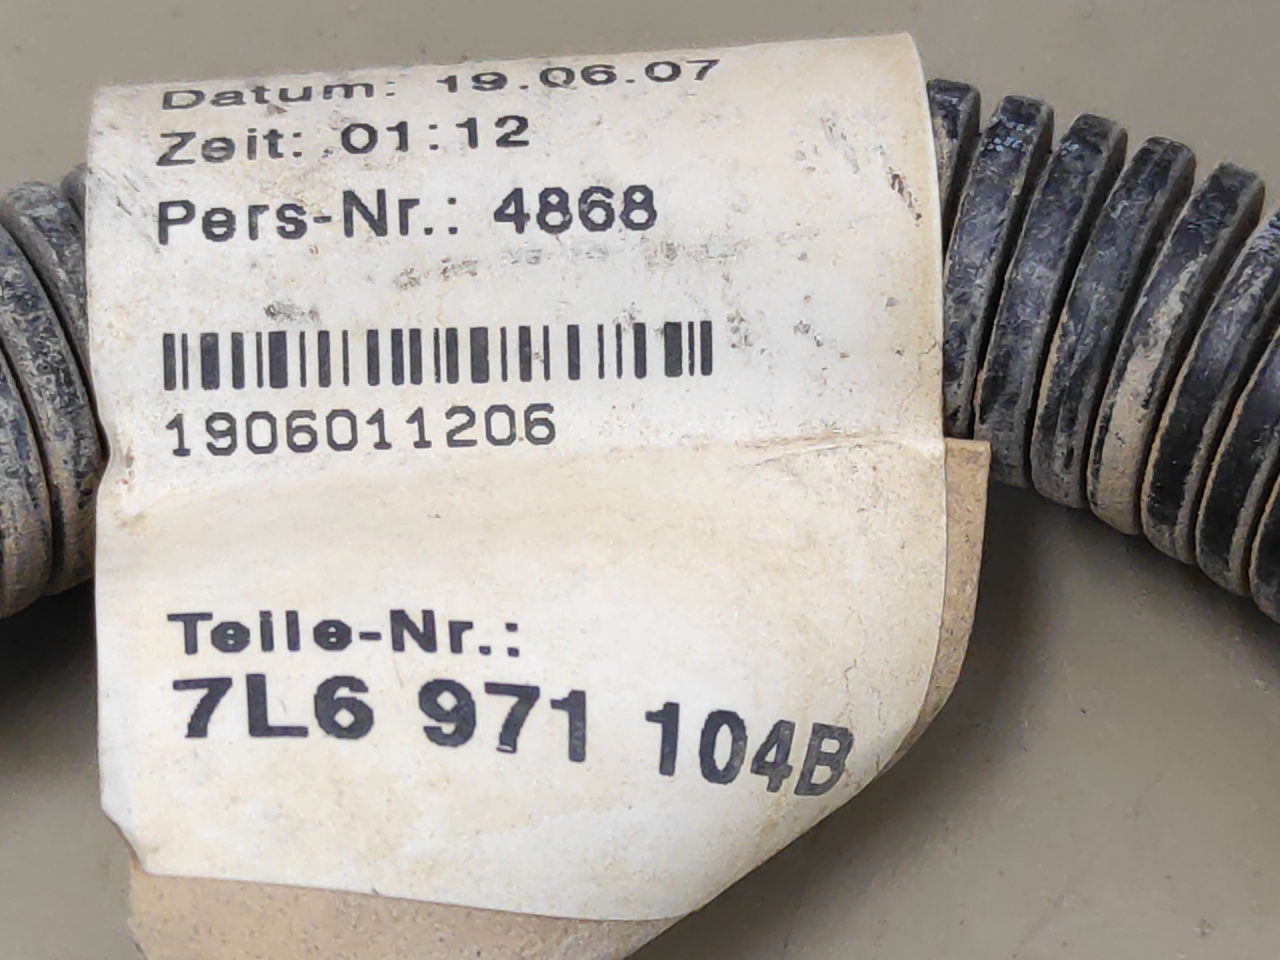 Datum: 19.06.07
Zeit: 01:12
Pers-Nr.: 4868
1906011206
Teile-Nr.:
7L6 971 104B